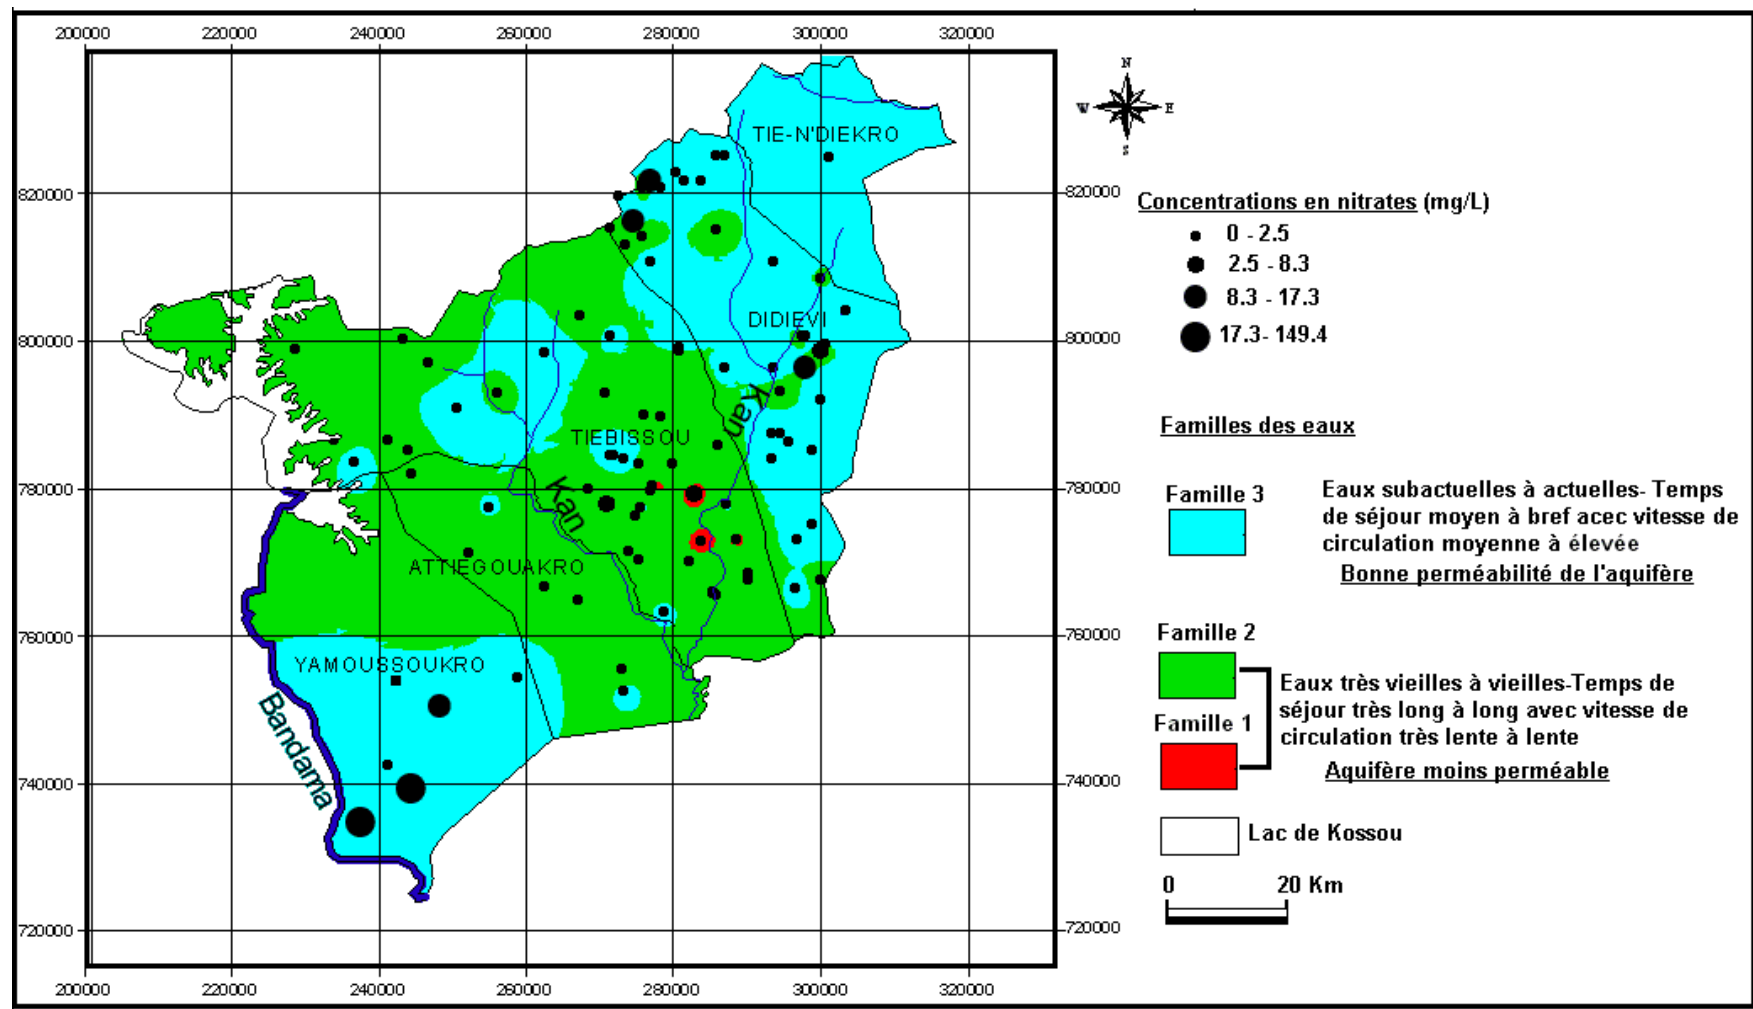 200000 220000 240000 260000 280000 300000 320000
N
W E
S
TIE-N'DIEKRO
820000 820000
Concentrations en nitrates (mg/L)
0 - 2.5
2.5 - 8.3
8.3 - 17.3
17.3- 149.4
DIDIEVI
800000 800000
Kan
TIEBISSOU
Familles des eaux
780000 780000
Kan
Famille 3
Eaux subactuelles à actuelles- Temps
de séjour moyen à bref acec vitesse de
circulation moyenne à élevée
Bonne perméabilité de l'aquifère
ATTIEGOUAKRO
760000 760000
YAMOUSSOUKRO
Bandama
Famille 2
Famille 1
Eaux très vieilles à vieilles-Temps de
séjour très long à long avec vitesse de
circulation très lente à lente
Aquifère moins perméable
740000 740000
Lac de Kossou
0 20 Km
720000 720000
200000 220000 240000 260000 280000 300000 320000